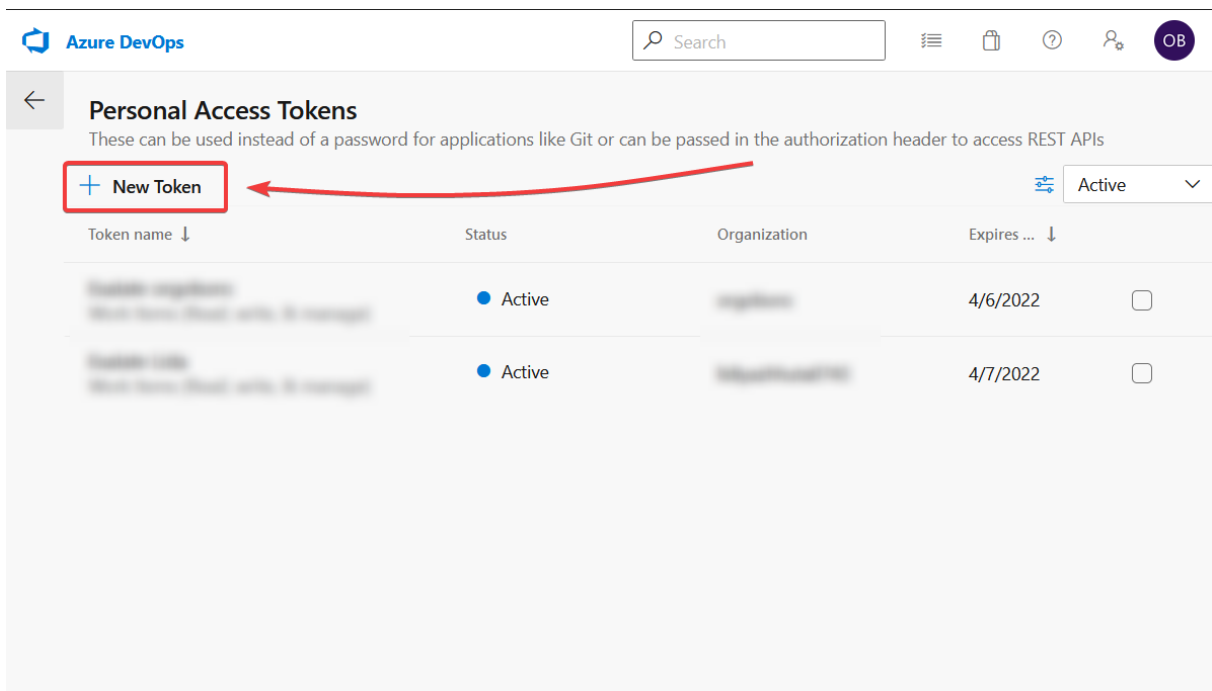 Azure DevOps
Search
OB
Personal Access Tokens
These can be used instead of a password for applications like Git or can be passed in the authorization header to access REST APIs
+ New Token
Active
Token name ↓ Status Organization Expires ... ↓
Active 4/6/2022
Active 4/7/2022